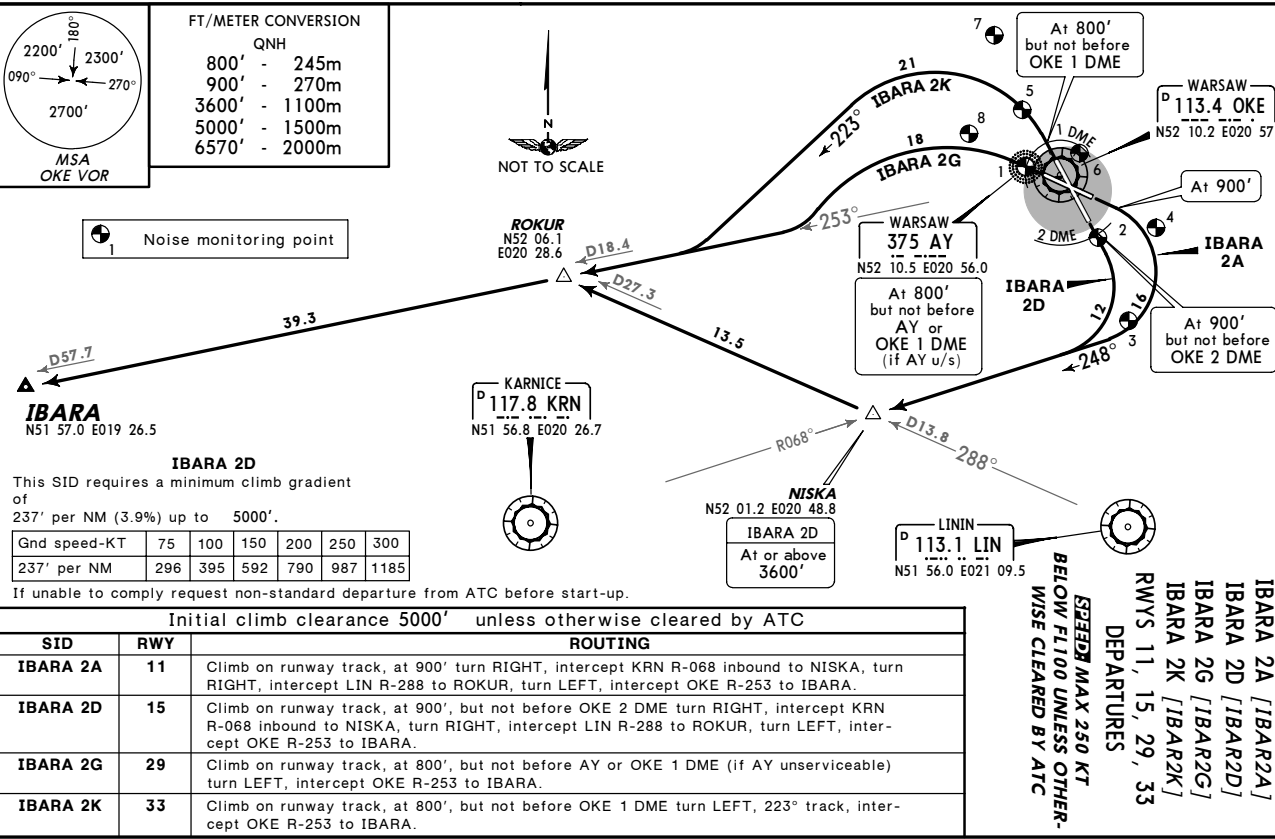 180°
2200'
2300'
090°
270°
2700'
MSA
OKE VOR
FT/METER CONVERSION
QNH
800' - 245m
900' - 270m
3600' - 1100m
5000' - 1500m
6570' - 2000m
N
NOT TO SCALE
1 Noise monitoring point
7
At 800'
but not before
OKE 1 DME
21
IBARA 2K
223°
5
8
1 DME
WARSAW
D 113.4 OKE
N52 10.2 E020 57
6
18
IBARA 2G
1
At 900'
253°
WARSAW
375 AY
N52 10.5 E020 56.0
At 800'
but not before
AY or
OKE 1 DME
(if AY u/s)
2 DME
2
4
IBARA
2A
IBARA
2D
12
16
3
248°
At 900'
but not before
OKE 2 DME
ROKUR
N52 06.1
E020 28.6
D18.4
D27.3
39.3
13.5
D57.7
IBARA
N51 57.0 E019 26.5
KARNICE
D 117.8 KRN
N51 56.8 E020 26.7
R068°
D13.8
288°
NISKA
N52 01.2 E020 48.8
IBARA 2D
At or above
3600'
LININ
D 113.1 LIN
N51 56.0 E021 09.5
IBARA 2D
This SID requires a minimum climb gradient
of
237' per NM (3.9%) up to 5000'.
Gnd speed-KT 75 100 150 200 250 300
237' per NM 296 395 592 790 987 1185
If unable to comply request non-standard departure from ATC before start-up.
Initial climb clearance 5000' unless otherwise cleared by ATC
SID RWY ROUTING
IBARA 2A 11 Climb on runway track, at 900' turn RIGHT, intercept KRN R-068 inbound to NISKA, turn
RIGHT, intercept LIN R-288 to ROKUR, turn LEFT, intercept OKE R-253 to IBARA.
IBARA 2D 15 Climb on runway track, at 900', but not before OKE 2 DME turn RIGHT, intercept KRN
R-068 inbound to NISKA, turn RIGHT, intercept LIN R-288 to ROKUR, turn LEFT, inter-
cept OKE R-253 to IBARA.
IBARA 2G 29 Climb on runway track, at 800', but not before AY or OKE 1 DME (if AY unserviceable)
turn LEFT, intercept OKE R-253 to IBARA.
IBARA 2K 33 Climb on runway track, at 800', but not before OKE 1 DME turn LEFT, 223° track, inter-
cept OKE R-253 to IBARA.
IBARA 2A [IBAR2A]
IBARA 2D [IBAR2D]
IBARA 2G [IBAR2G]
IBARA 2K [IBAR2K]
RWYS 11, 15, 29, 33
DEPARTURES
SPEED: MAX 250 KT
BELOW FL100 UNLESS OTHER-
WISE CLEARED BY ATC